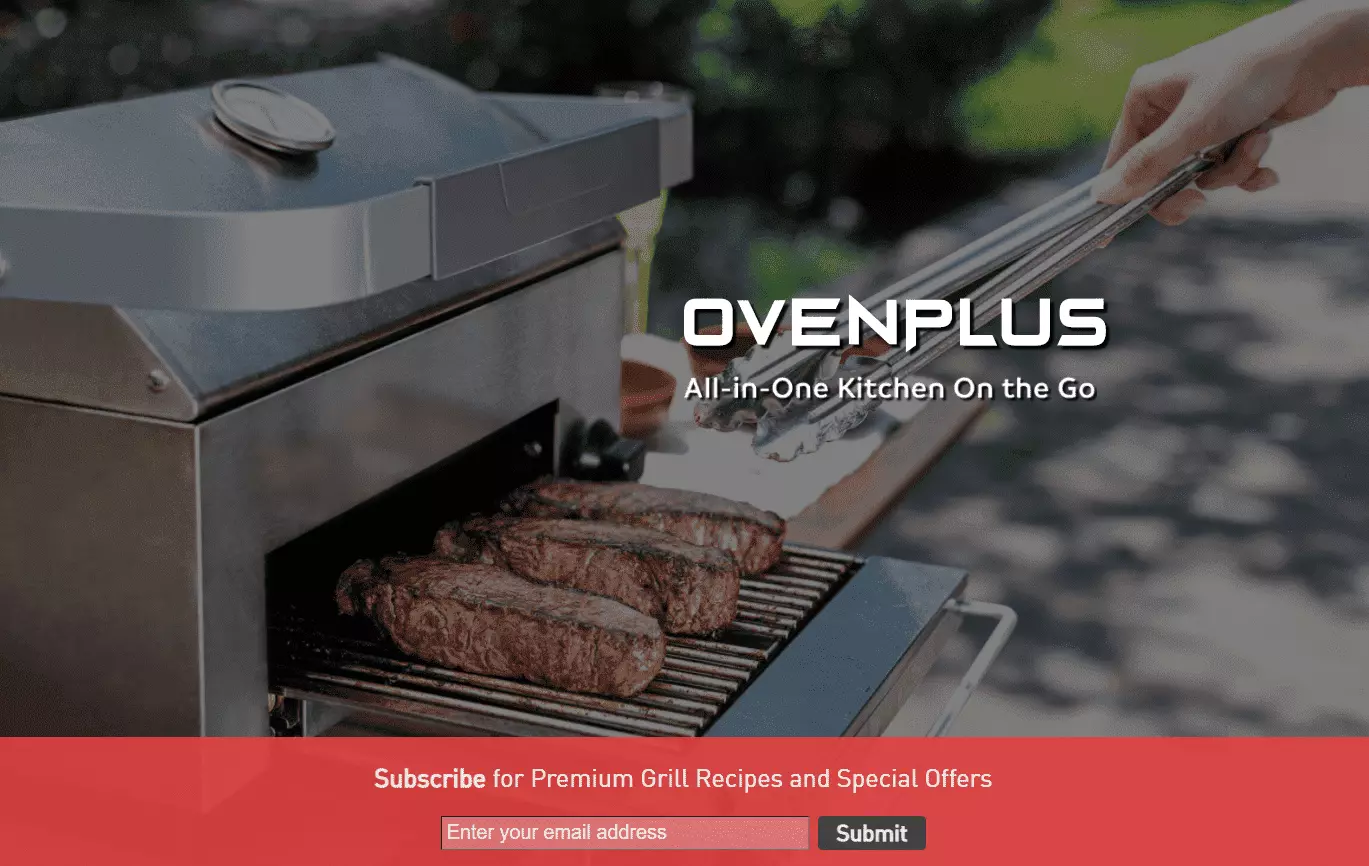 OVENPLUS
All-in-One Kitchen On the Go
Subscribe for Premium Grill Recipes and Special Offers
Enter your email address
Submit